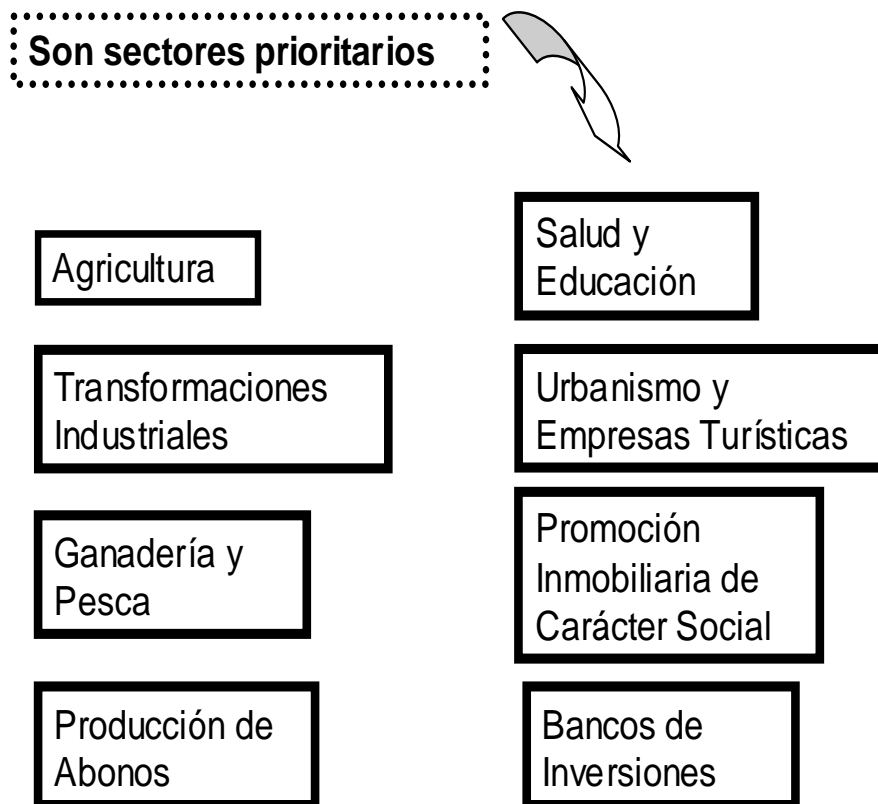 Son sectores prioritarios
Agricultura
Transformaciones
Industriales
Ganadería y
Pesca
Producción de
Abonos
Salud y
Educación
Urbanismo y
Empresas Turísticas
Promoción
Inmobiliaria de
Carácter Social
Bancos de
Inversiones